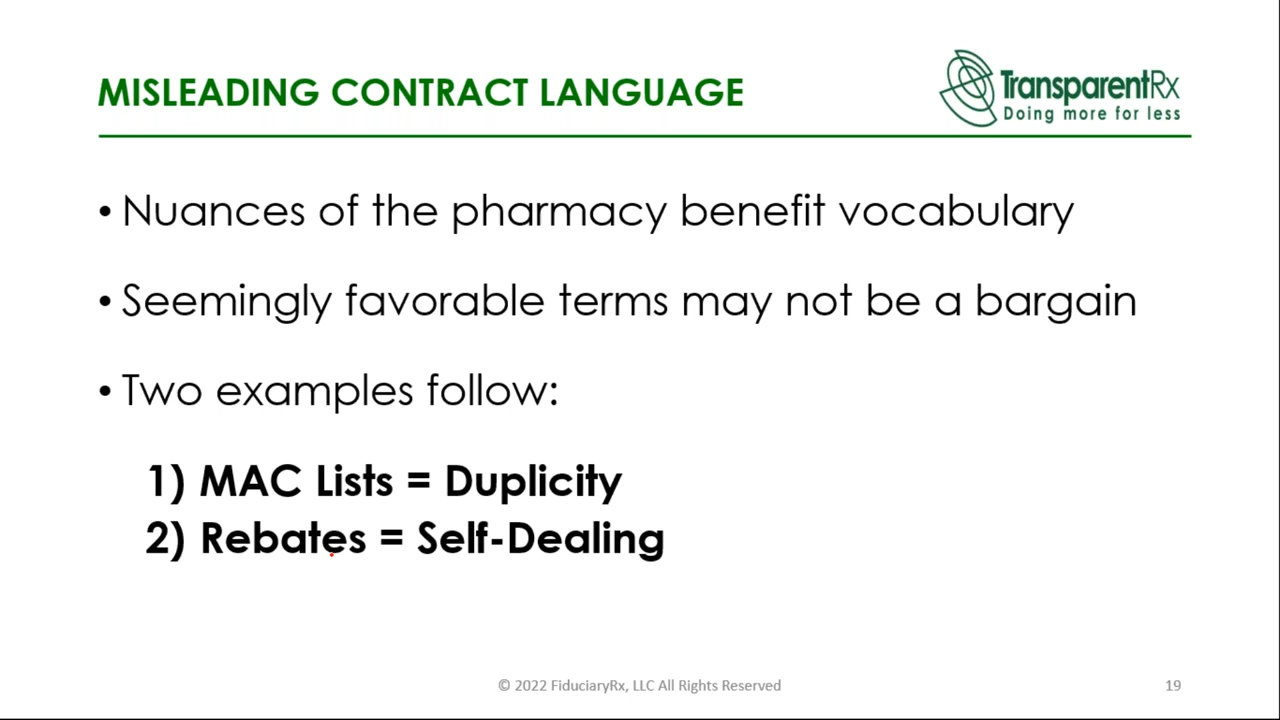 MISLEADING CONTRACT LANGUAGE
TransparentRx
Doing more for less
• Nuances of the pharmacy benefit vocabulary
• Seemingly favorable terms may not be a bargain
• Two examples follow:
1) MAC Lists = Duplicity
2) Rebates = Self-Dealing
© 2022 FiduciaryRx, LLC All Rights Reserved
19